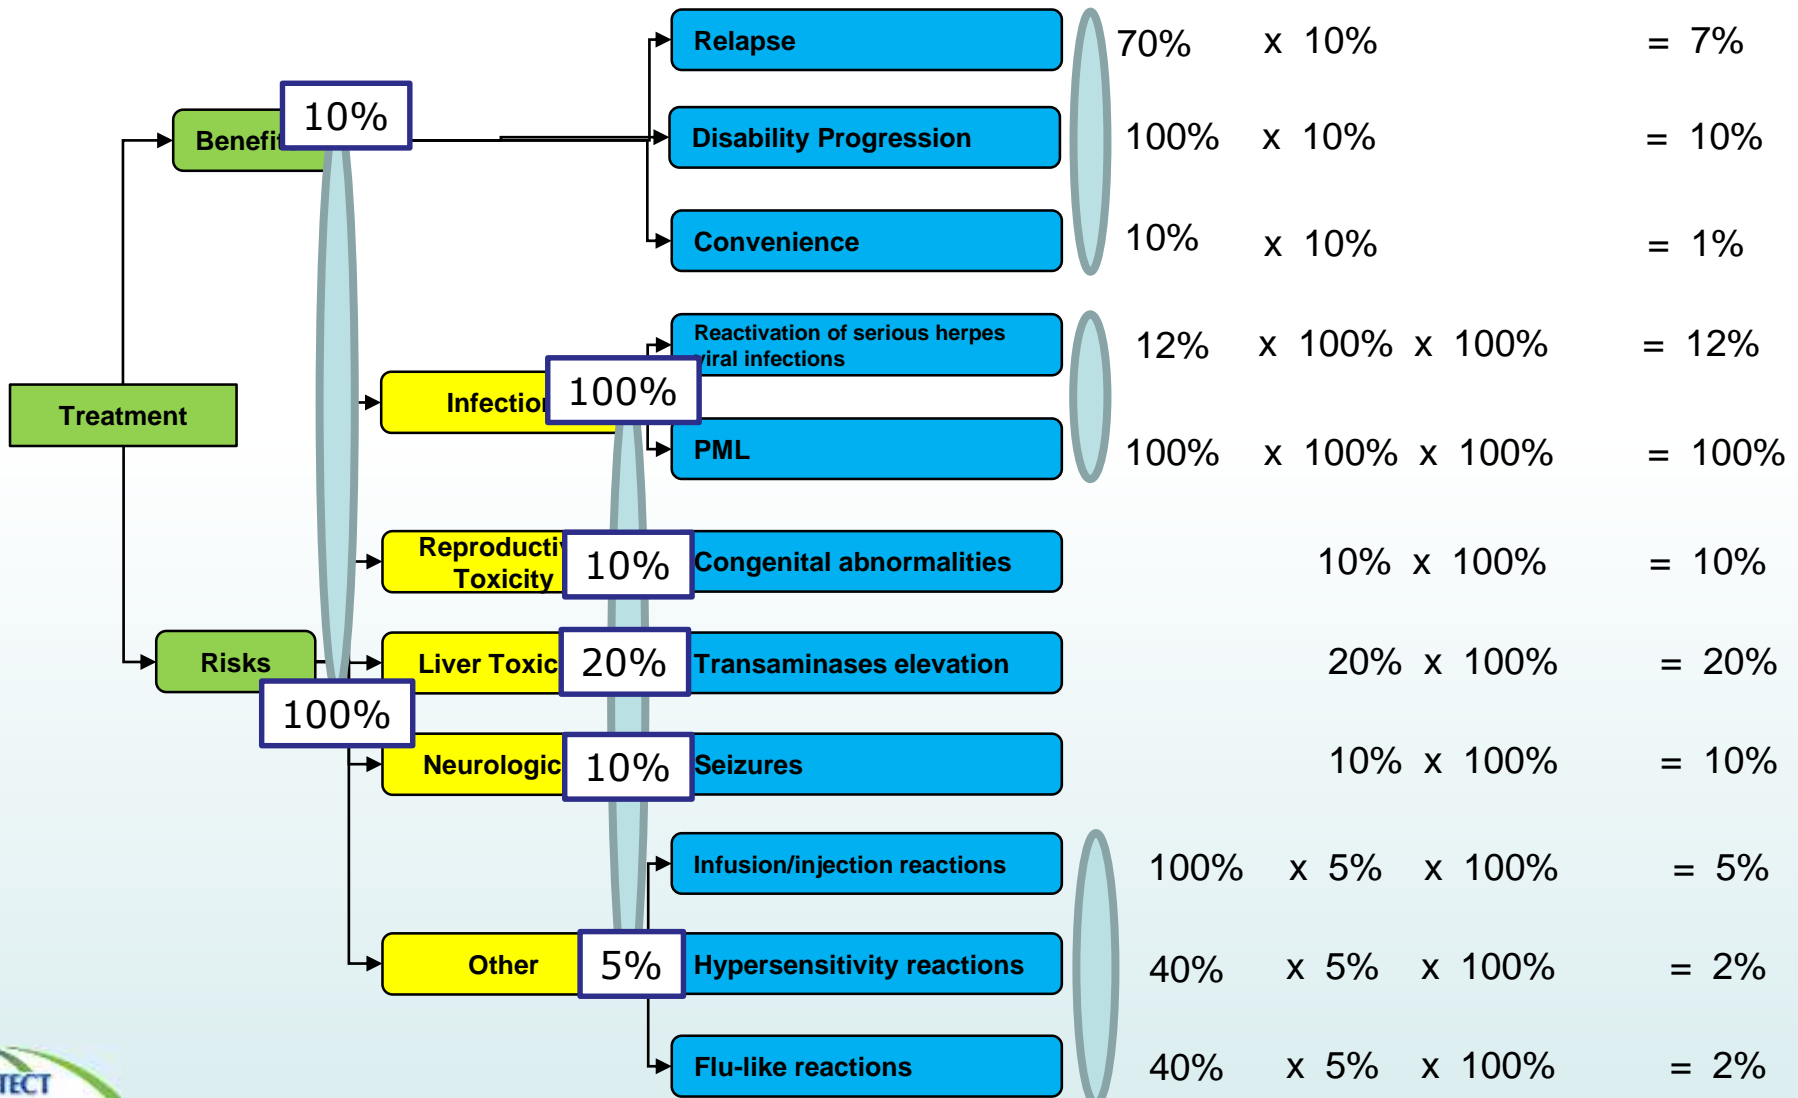 Relapse 70% x 10% = 7%
10%
Benefit
Disability Progression 100% x 10% = 10%
Convenience 10% x 10% = 1%
Reactivation of serious herpes
viral infections 12% x 100% x 100% = 12%
Treatment
Infection 100%
PML 100% x 100% x 100% = 100%
Reproductiv
Toxicity 10% Congenital abnormalities 10% x 100% = 10%
Risks
Liver Toxic 20% Transaminases elevation 20% x 100% = 20%
100%
Neurologic 10% Seizures 10% x 100% = 10%
Infusion/injection reactions 100% x 5% x 100% = 5%
Other 5% Hypersensitivity reactions 40% x 5% x 100% = 2%
Flu-like reactions 40% x 5% x 100% = 2%
TECT